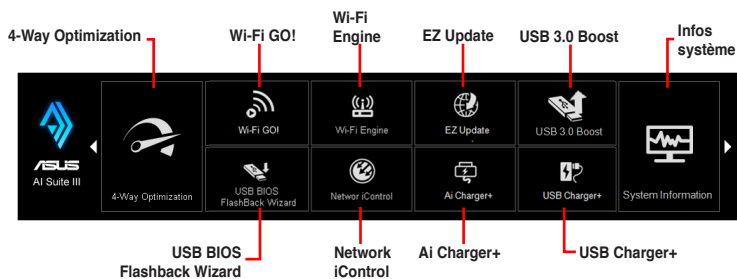 4-Way Optimization
Wi-Fi GO!
Wi-Fi
Engine
EZ Update
USB 3.0 Boost
Infos
système
ASUS
AI Suite III
4-Way Optimization
Wi-Fi GO!
Wi-Fi Engine
EZ Update
USB 3.0 Boost
System Information
USB BIOS
FlashBack Wizard
Networ iControl
Ai Charger+
USB Charger+
USB BIOS
Flashback Wizard
Network
iControl
Ai Charger+
USB Charger+